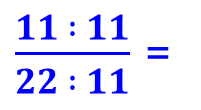 11 : 11
22 : 11 =